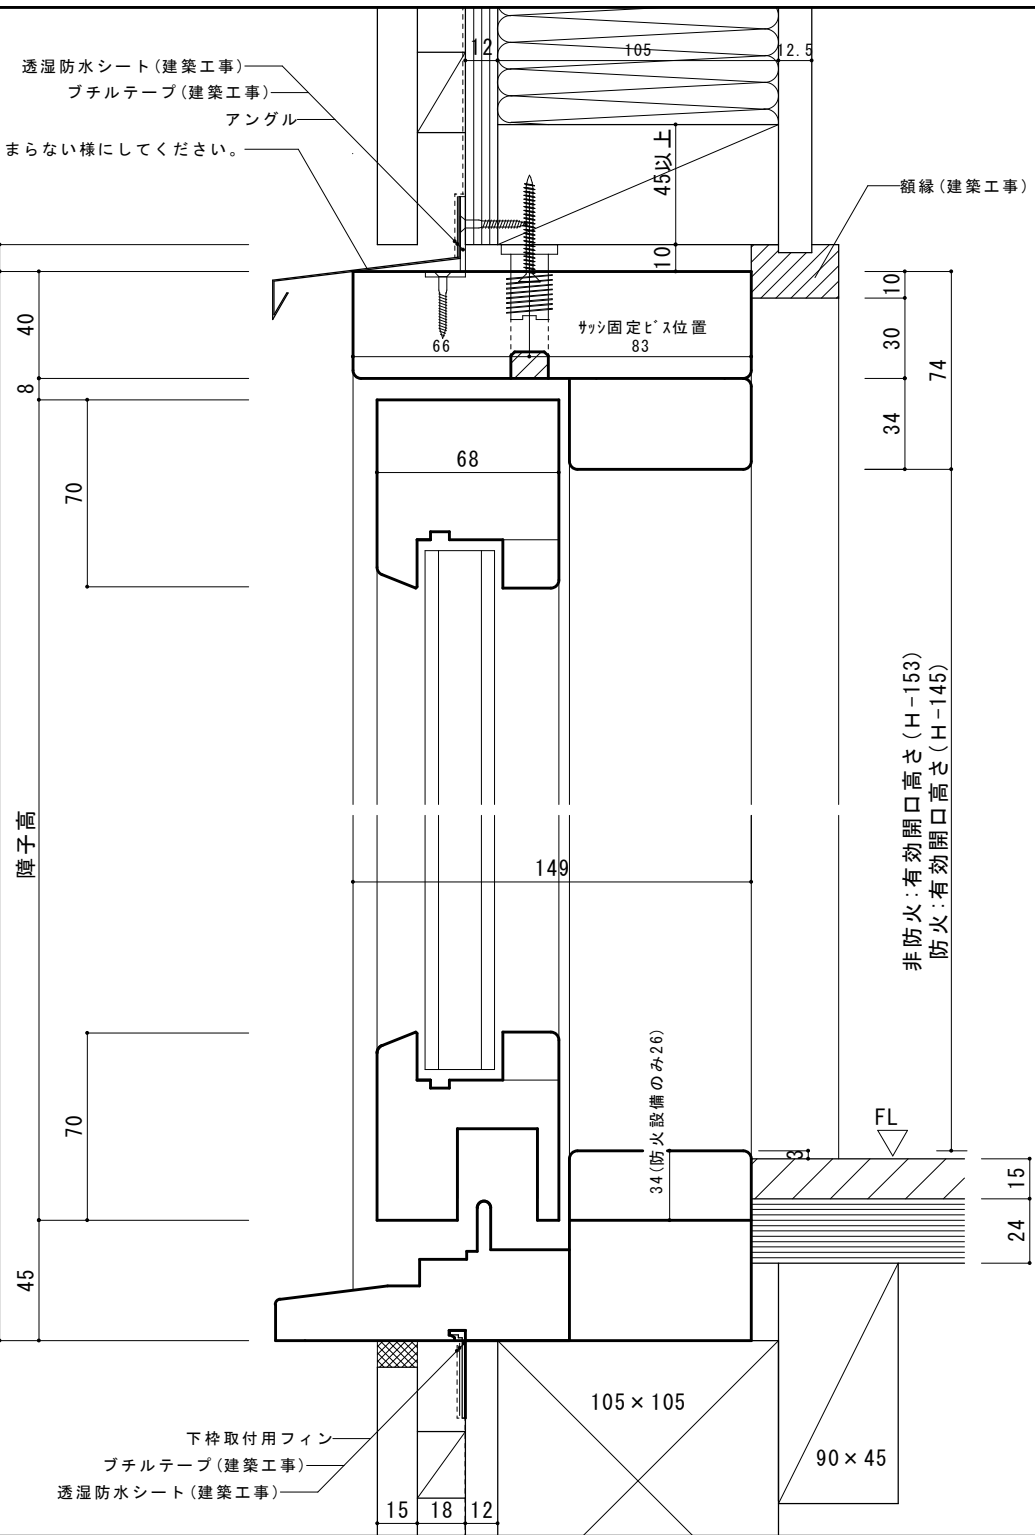 12
105
12.5
透湿防水シート(建築工事)
ブチルテープ(建築工事)
アングル
まらない様にしてください。
45以上
額縁(建築工事)
10
10
40
サッシ固定ビス位置
66
83
30
74
8
34
68
70
障子高
149
非防火:有効開口高さ(H-153)
防火:有効開口高さ(H-145)
70
34(防火設備のみ26)
FL
3
15
24
45
105×105
下枠取付用フィン
ブチルテープ(建築工事)
透湿防水シート(建築工事)
90×45
15
18
12